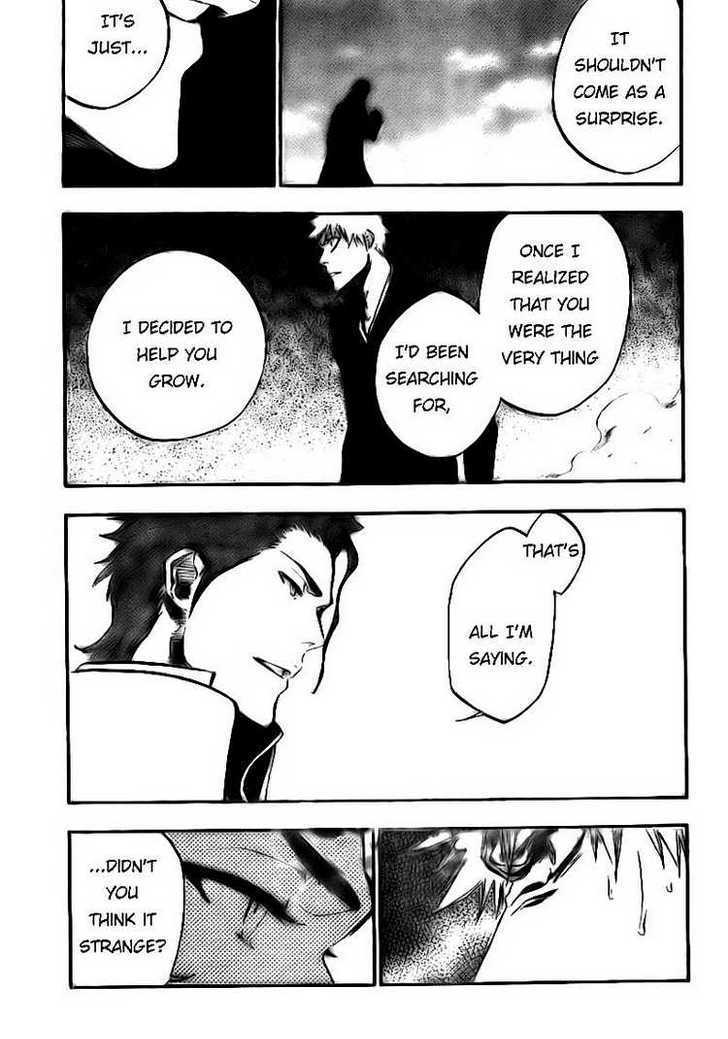 IT
SHOULDN'T
COME AS A
SURPRISE.
IT'S
JUST...
ONCE I
REALIZED
THAT YOU
WERE THE
VERY THING
I'D BEEN
SEARCHING
FOR,
I DECIDED TO
HELP YOU
GROW.
THAT'S
ALL I'M
SAYING.
...DIDN'T
YOU
THINK IT
STRANGE?